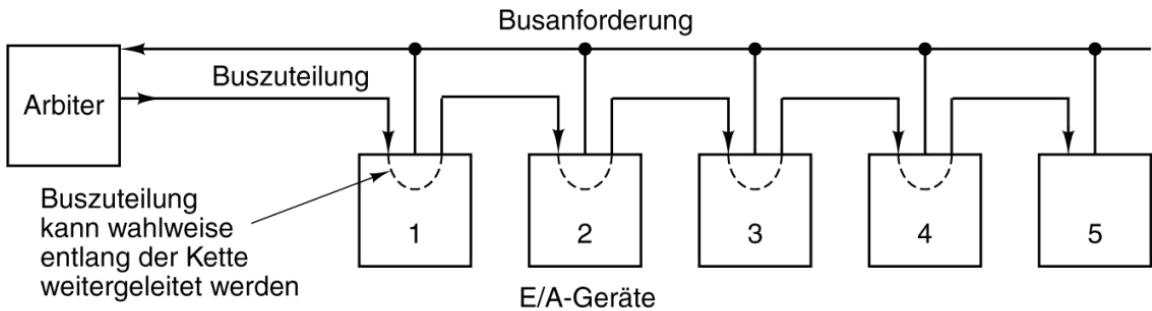 Busanforderung
Buszuteilung
Arbiter
Buszuteilung
kann wahlweise
entlang der Kette
weitergeleitet werden
1
2
3
4
5
E/A-Geräte